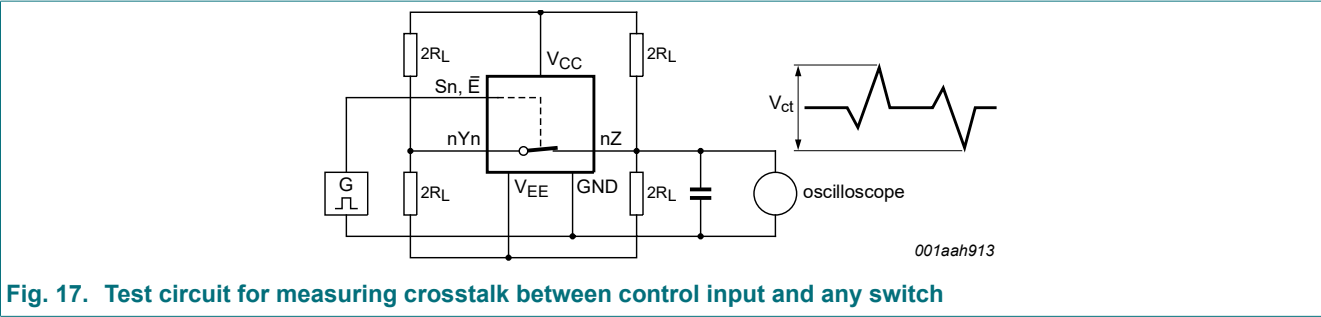 2RL
2RL
VCC
Sn, E̅
Vct
nYn
nZ
G
2RL
VEE
GND
2RL
oscilloscope
001aah913
Fig. 17. Test circuit for measuring crosstalk between control input and any switch